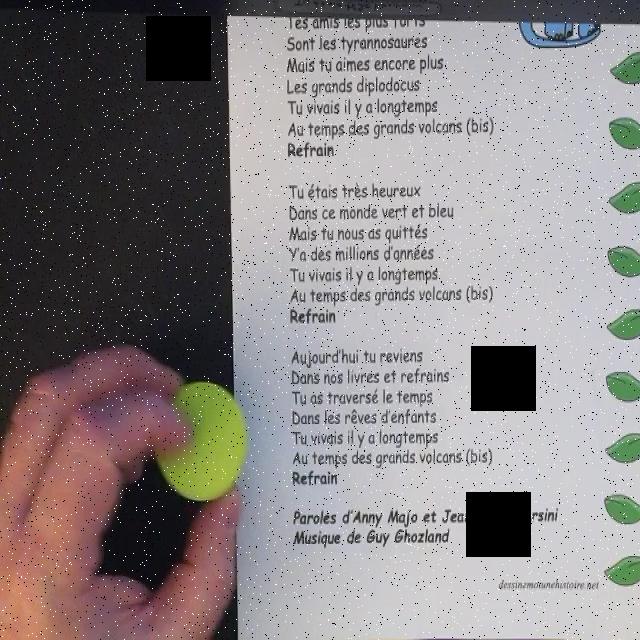 Tes amis les plus forts
Sont les tyrannosaures
Mais tu aimes encore plus
Les grands diplodocus
Tu vivais il y a longtemps
Au temps des grands volcans (bis)
Refrain
Tu étais très heureux
Dans ce monde vert et bleu
Mais tu nous as quittés
Y'a des millions d'années
Tu vivais il y a longtemps
Au temps des grands volcans (bis)
Refrain
Aujourd'hui tu reviens
Dans nos livres et refrains
Tu as traversé le temps
Dans les rêves d'enfants
Tu vivais il y a longtemps
Au temps des grands volcans (bis)
Refrain
Paroles d'Anny Majo et
Musique de Guy Ghozland
dessinemoiunehistoire.net